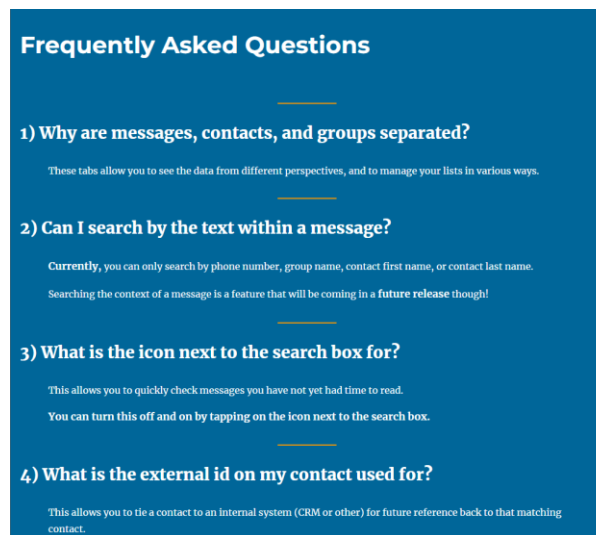 Frequently Asked Questions
1) Why are messages, contacts, and groups separated?
These tabs allow you to see the data from different perspectives, and to manage your lists in various ways.
2) Can I search by the text within a message?
Currently, you can only search by phone number, group name, contact first name, or contact last name.
Searching the context of a message is a feature that will be coming in a future release though!
3) What is the icon next to the search box for?
This allows you to quickly check messages you have not yet had time to read.
You can turn this off and on by tapping on the icon next to the search box.
4) What is the external id on my contact used for?
This allows you to tie a contact to an internal system (CRM or other) for future reference back to that matching
contact.